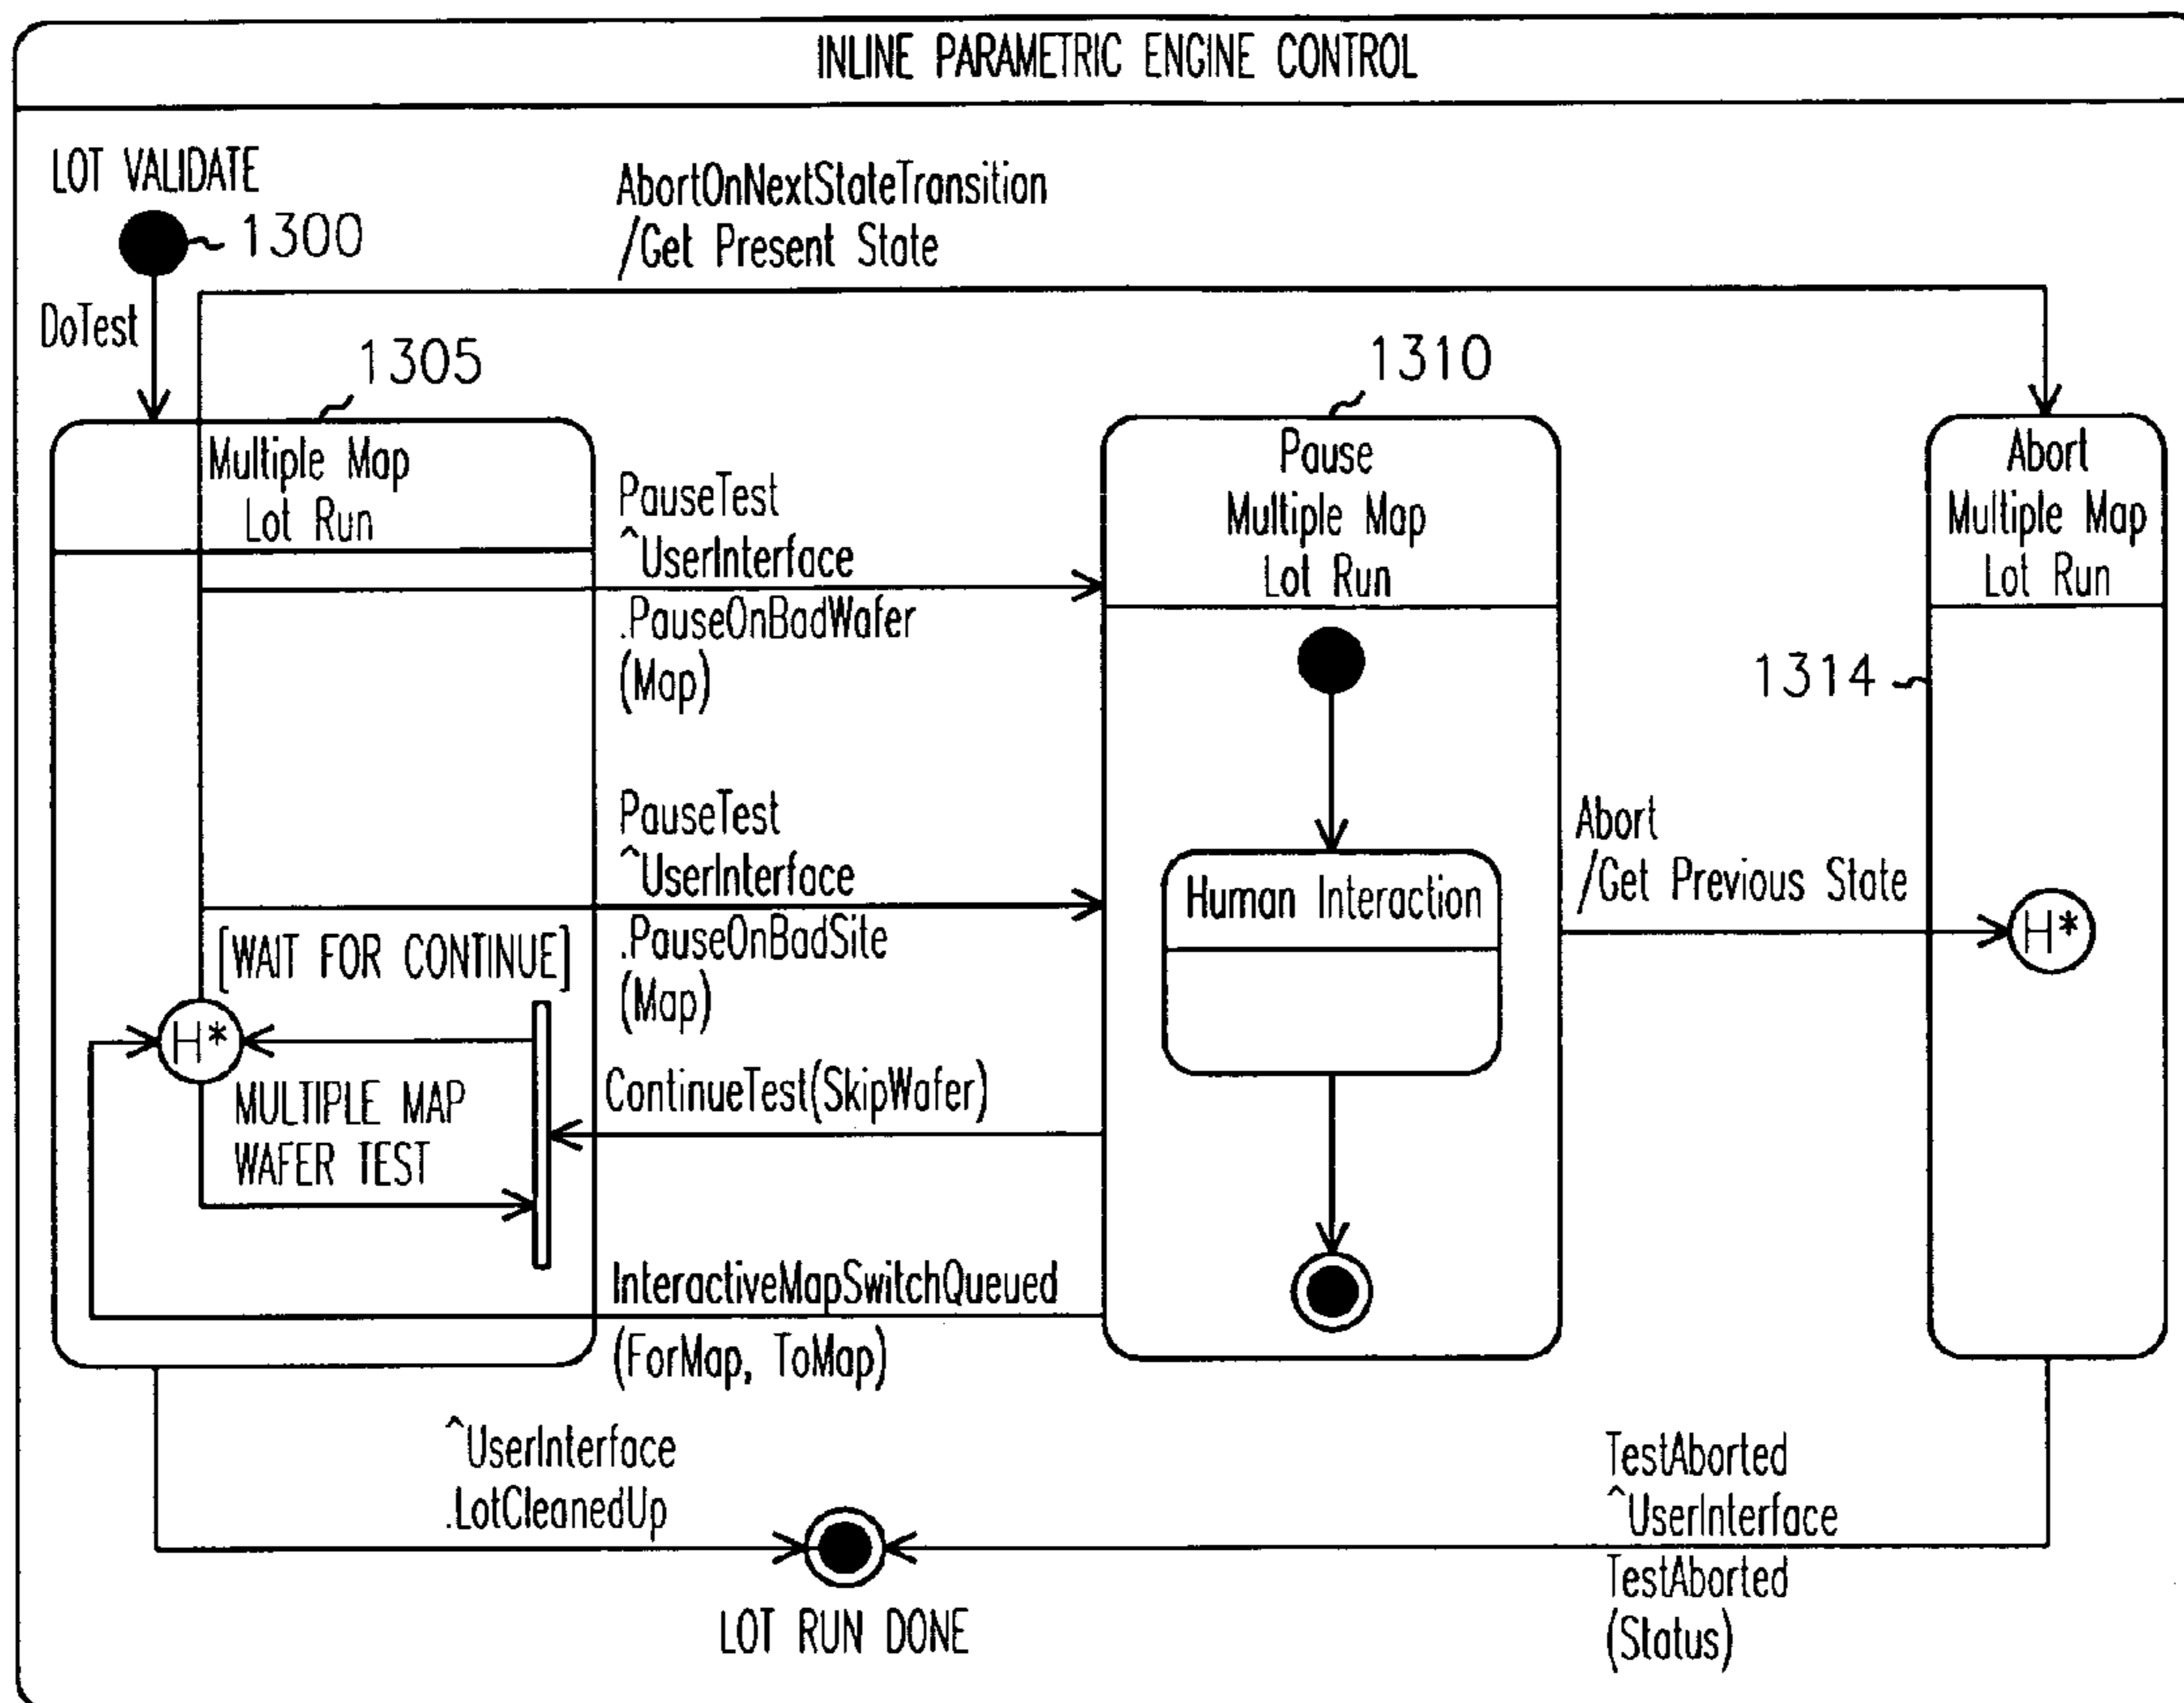 INLINE PARAMETRIC ENGINE CONTROL
LOT VALIDATE
1300
DoTest
AbortOnNextStateTransition
/Get Present State
1305
Multiple Map
Lot Run
PauseTest
^UserInterface
.PauseOnBadWafer
(Map)
PauseTest
^UserInterface
.PauseOnBadSite
(Map)
[WAIT FOR CONTINUE]
H*
MULTIPLE MAP
WAFER TEST
ContinueTest(SkipWafer)
InteractiveMapSwitchQueued
(ForMap, ToMap)
1310
Pause
Multiple Map
Lot Run
Human Interaction
Abort
/Get Previous State
Abort
Multiple Map
Lot Run
1314
H*
^UserInterface
.LotCleanedUp
LOT RUN DONE
TestAborted
^UserInterface
TestAborted
(Status)